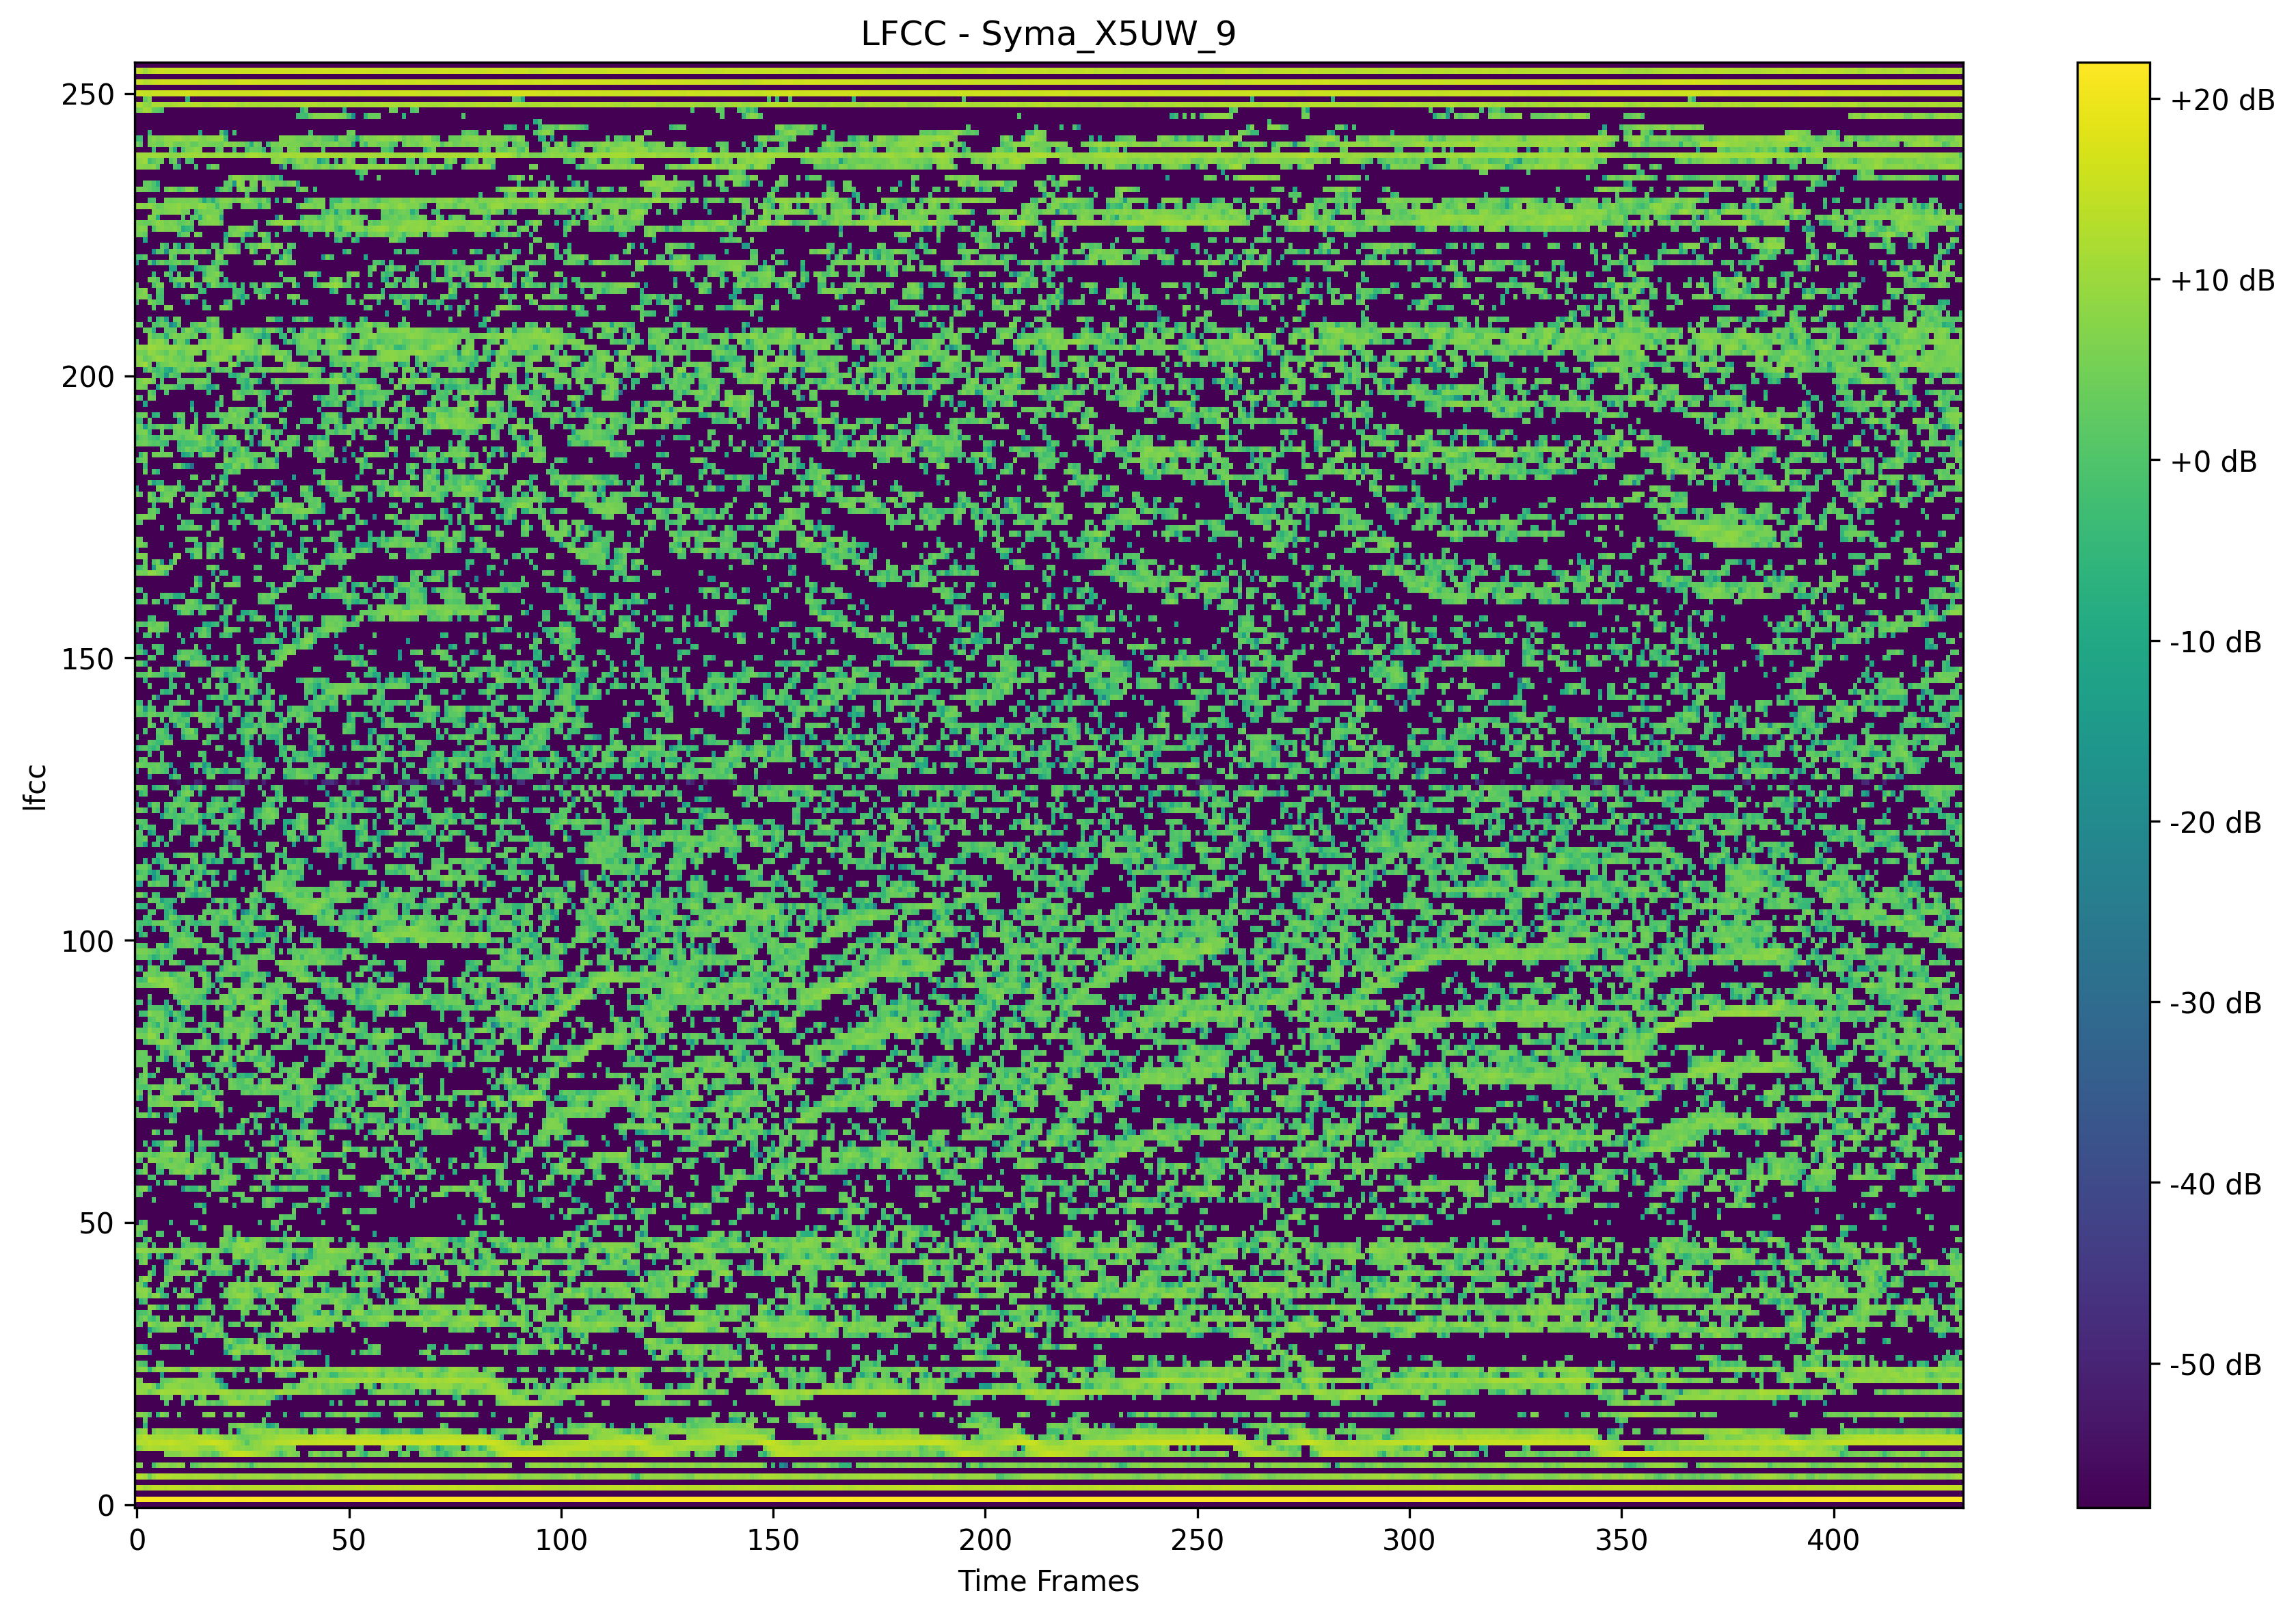 LFCC - Syma_X5UW_9
250
200
150
100
50
0
lfcc
0 50 100 150 200 250 300 350 400
Time Frames
+20 dB
+10 dB
+0 dB
-10 dB
-20 dB
-30 dB
-40 dB
-50 dB